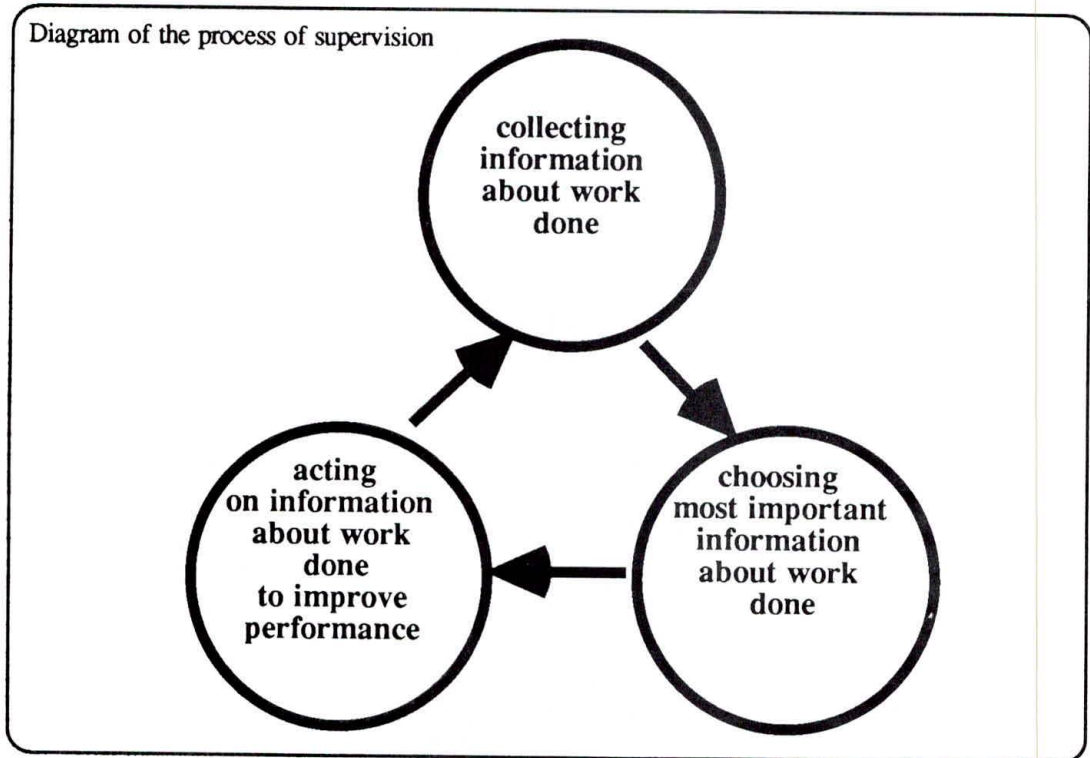 Diagram of the process of supervision
collecting
information
about work
done
choosing
most important
information
about work
done
acting
on information
about work
done
to improve
performance